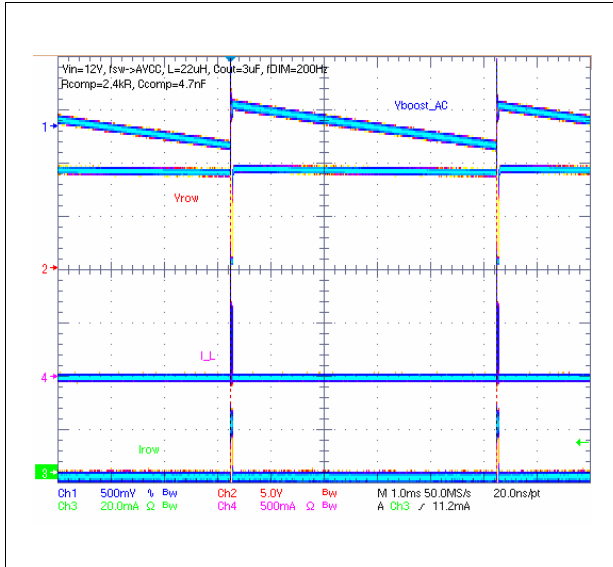 Vin=12V, fsw->AVCC, L=22uH, Cout=3uF, fDIM=200Hz
Rcomp=2,4kR, Ccomp=4.7nF
Vboost_AC
1
Vrow
2
I_L
4
Irow
3
Ch1 500mV ∿ Bw Ch2 5.0V Bw M 1.0ms 50.0MS/s 20.0ns/pt
Ch3 20.0mA Ω Bw Ch4 500mA Ω Bw A Ch3 ∕ 11.2mA